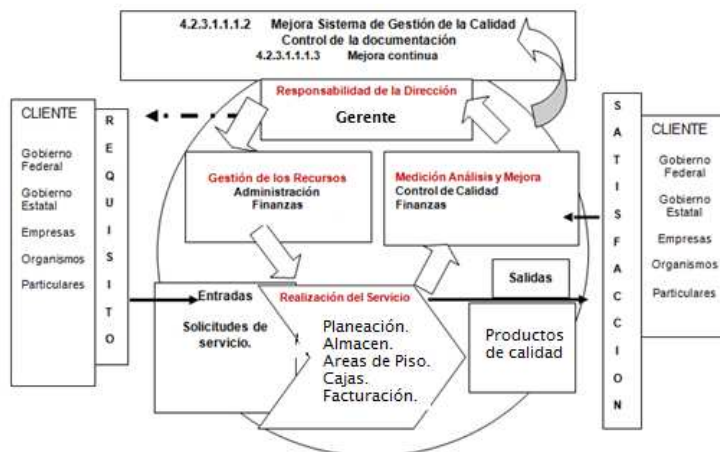 4.2.3.1.1.1.2 Mejora Sistema de Gestión de la Calidad
Control de la documentación
4.2.3.1.1.1.3 Mejora continua
Responsabilidad de la Dirección
Gerente
CLIENTE
Gobierno
Federal
Gobierno
Estatal
Empresas
Organismos
Particulares
R
E
Q
U
I
S
I
T
O
Gestión de los Recursos
Administración
Finanzas
Medición Análisis y Mejora
Control de Calidad
Finanzas
Entradas
Solicitudes de
servicio.
Realización del Servicio
Planeación.
Almacen.
Areas de Piso.
Cajas.
Facturación.
Salidas
Productos
de calidad
S
A
T
I
S
F
A
C
C
I
O
N
CLIENTE
Gobierno
Federal
Gobierno
Estatal
Empresas
Organismos
Particulares